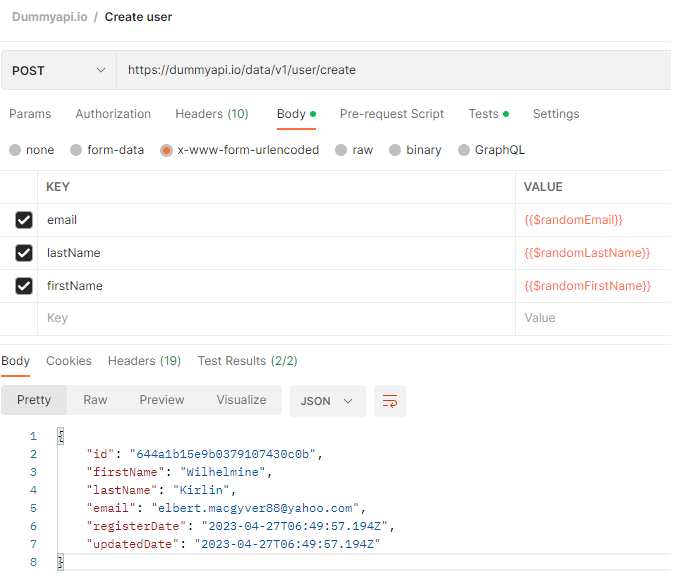 Dummyapi.io / Create user
POST https://dummyapi.io/data/v1/user/create
Params Authorization Headers (10) Body Pre-request Script Tests Settings
none form-data x-www-form-urlencoded raw binary GraphQL
KEY VALUE
email {{$randomEmail}}
lastName {{$randomLastName}}
firstName {{$randomFirstName}}
Key Value
Body Cookies Headers (19) Test Results (2/2)
Pretty Raw Preview Visualize JSON
1 {
2 "id": "644a1b15e9b0379107430c0b",
3 "firstName": "Wilhelmine",
4 "lastName": "Kirlin",
5 "email": "elbert.macgyver88@yahoo.com",
6 "registerDate": "2023-04-27T06:49:57.194Z",
7 "updatedDate": "2023-04-27T06:49:57.194Z"
8 }